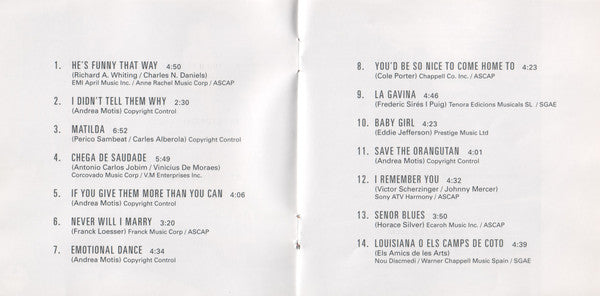 1. HE'S FUNNY THAT WAY 4:50
(Richard A. Whiting / Charles N. Daniels)
EMI April Music Inc. / Anne Rachel Music Corp / ASCAP
2. I DIDN'T TELL THEM WHY 2:30
(Andrea Motis) Copyright Control
3. MATILDA 6:52
(Perico Sambeat / Carles Alberola) Copyright Control
4. CHEGA DE SAUDADE 5:49
(Antonio Carlos Jobim / Vinicius De Moraes)
Corcovado Music Corp / V.M Enterprises Inc.
5. IF YOU GIVE THEM MORE THAN YOU CAN 4:06
(Andrea Motis) Copyright Control
6. NEVER WILL I MARRY 3:20
(Franck Loesser) Franck Music Corp / ASCAP
7. EMOTIONAL DANCE 4:34
(Andrea Motis) Copyright Control
8. YOU'D BE SO NICE TO COME HOME TO 4:23
(Cole Porter) Chappell Co. Inc. / ASCAP
9. LA GAVINA 4:46
(Frederic Sirés I Puig) Tenora Edicions Musicals SL / SGAE
10. BABY GIRL 4:23
(Eddie Jefferson) Prestige Music Ltd
11. SAVE THE ORANGUTAN 4:01
(Andrea Motis) Copyright Control
12. I REMEMBER YOU 4:32
(Victor Scherzinger / Johnny Mercer)
Sony ATV Harmony / ASCAP
13. SENOR BLUES 3:50
(Horace Silver) Ecaroh Music Inc. / ASCAP
14. LOUISIANA O ELS CAMPS DE COTO 4:39
(Els Amics de les Arts)
Nou Discmedi / Warner Chappell Music Spain / SGAE